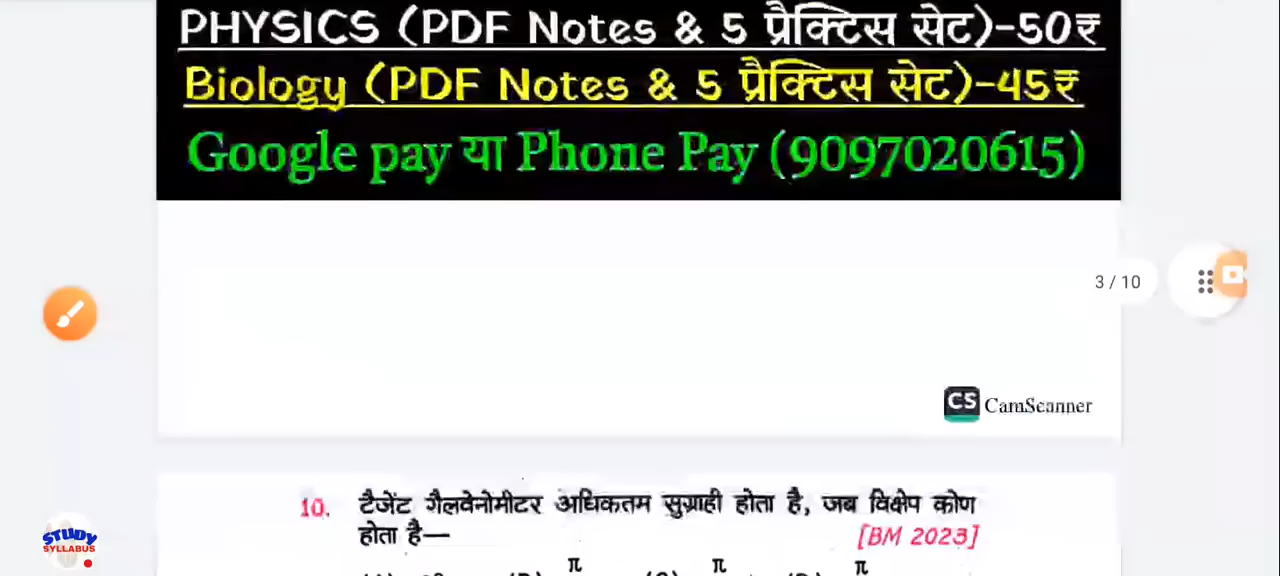 PHYSICS (PDF Notes & 5 प्रैक्टिस सेट)-50₹
Biology (PDF Notes & 5 प्रैक्टिस सेट)-45₹
Google pay या Phone Pay (9097020615)
3 / 10
CS CamScanner
10. टैजेंट गैलवेनोमीटर अधिकतम सुग्राही होता है, जब विक्षेप कोण
होता है— [BM 2023]
π π π
STUDY
SYLLABUS